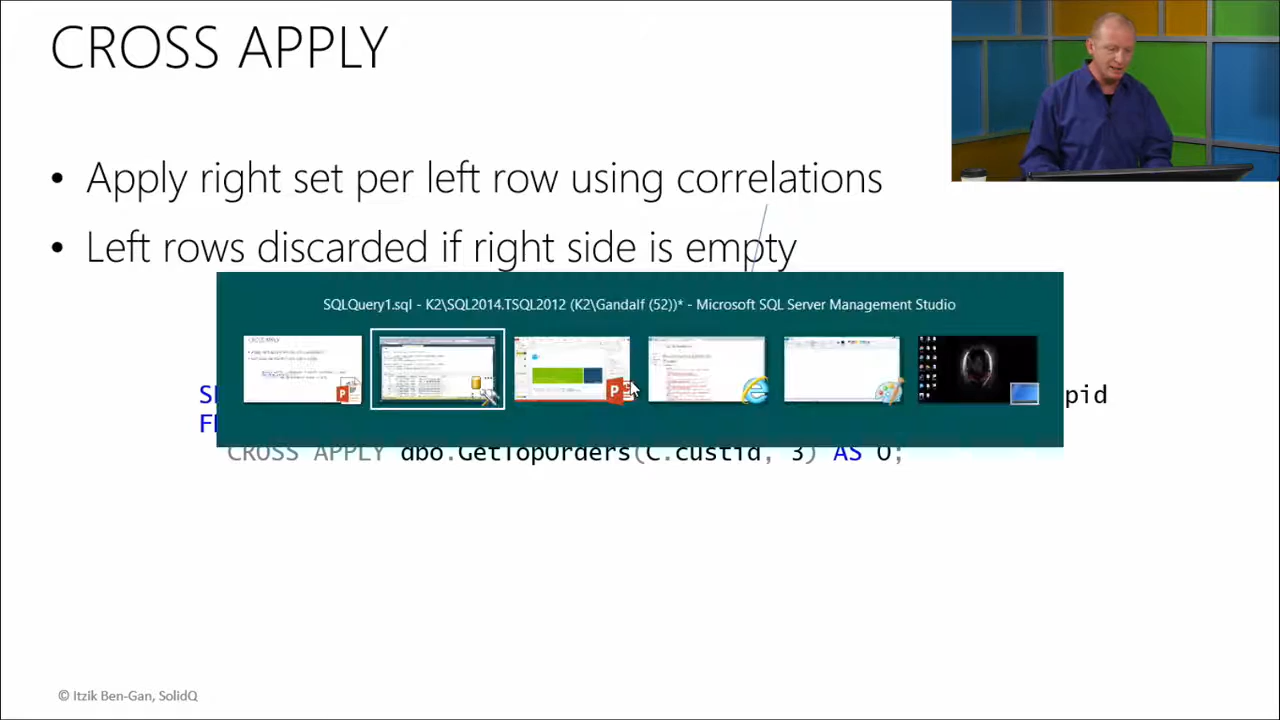 CROSS APPLY
• Apply right set per left row using correlations
• Left rows discarded if right side is empty
SQLQuery1.sql - K2\SQL2014.TSQL2012 (K2\Gandalf (52))* - Microsoft SQL Server Management Studio
pid
CROSS APPLY dbo.GetTopOrders(C.custid, 3) AS O;
© Itzik Ben-Gan, SolidQ